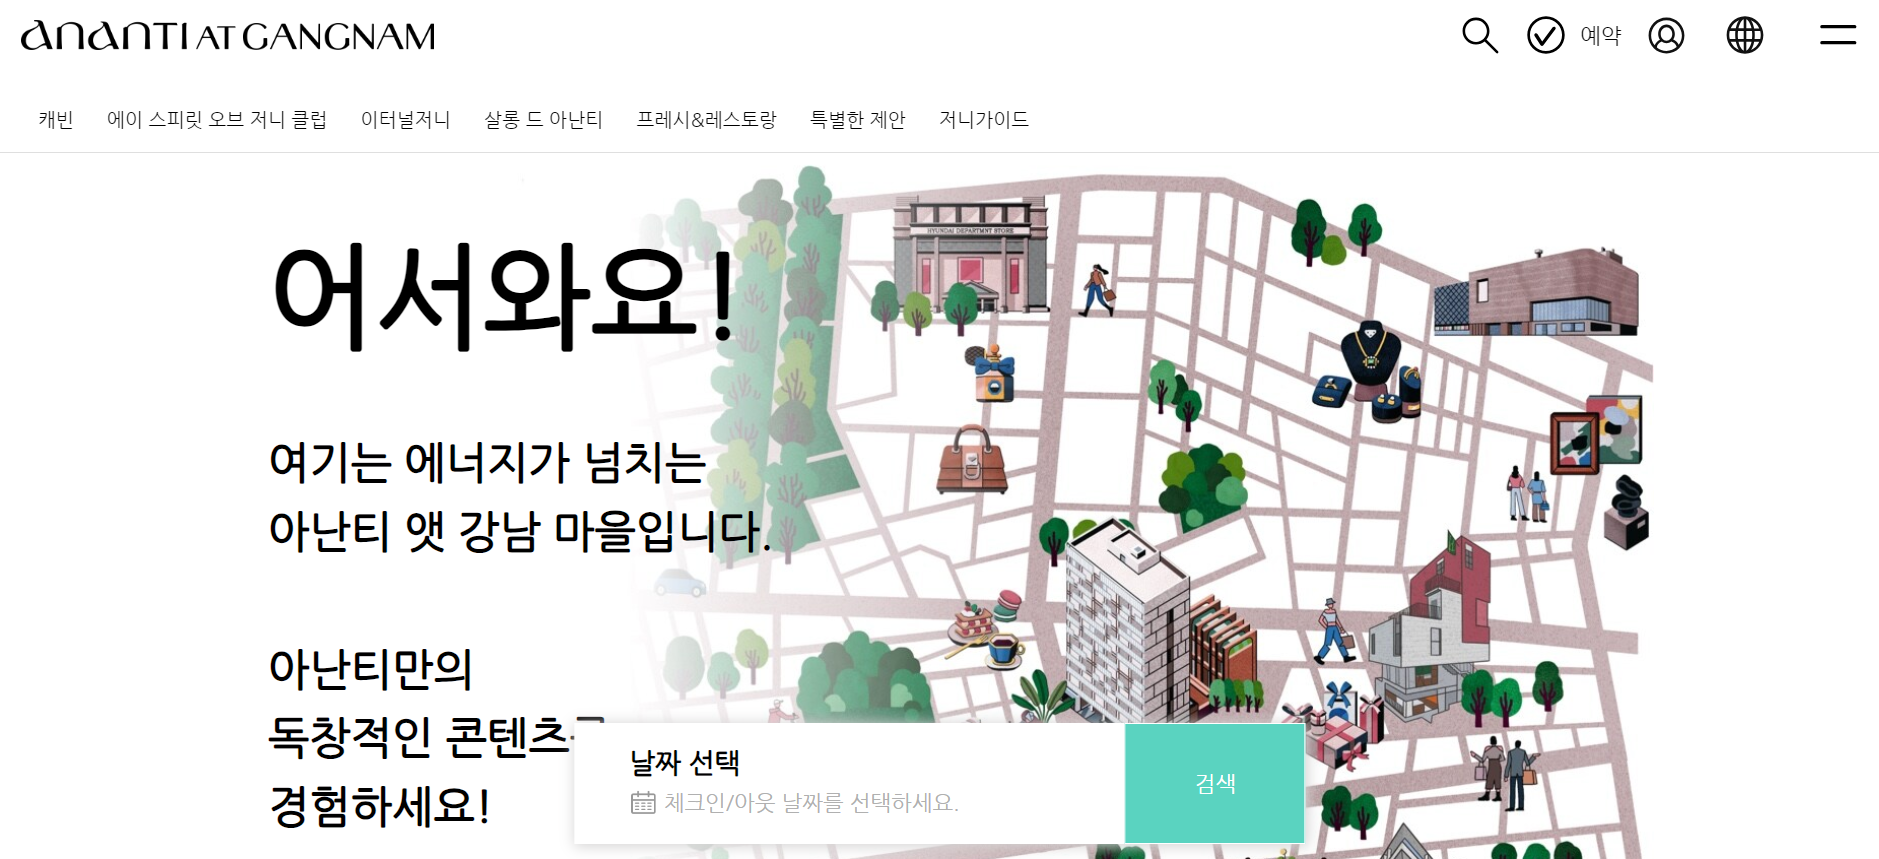 ANANTI AT GANGNAM
예약
캐빈 에이 스피릿 오브 저니 클럽 이터널저니 살롱 드 아난티 프레시&레스토랑 특별한 제안 저니가이드
HYUNDAI DEPARTMNT STORE
어서와요!
여기는 에너지가 넘치는
아난티 앳 강남 마을입니다.
아난티만의
독창적인 콘텐츠
경험하세요!
날짜 선택
체크인/아웃 날짜를 선택하세요.
검색